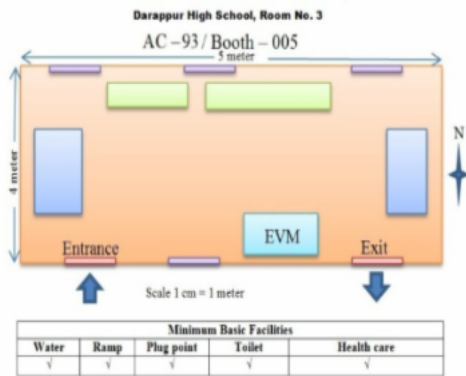 Darappur High School, Room No. 3
AC – 93 / Booth – 005
5 meter
4 meter
N
EVM
Entrance
Exit
Scale 1 cm = 1 meter
Minimum Basic Facilities
Water Ramp Plug point Toilet Health care
√ √ √ √ √